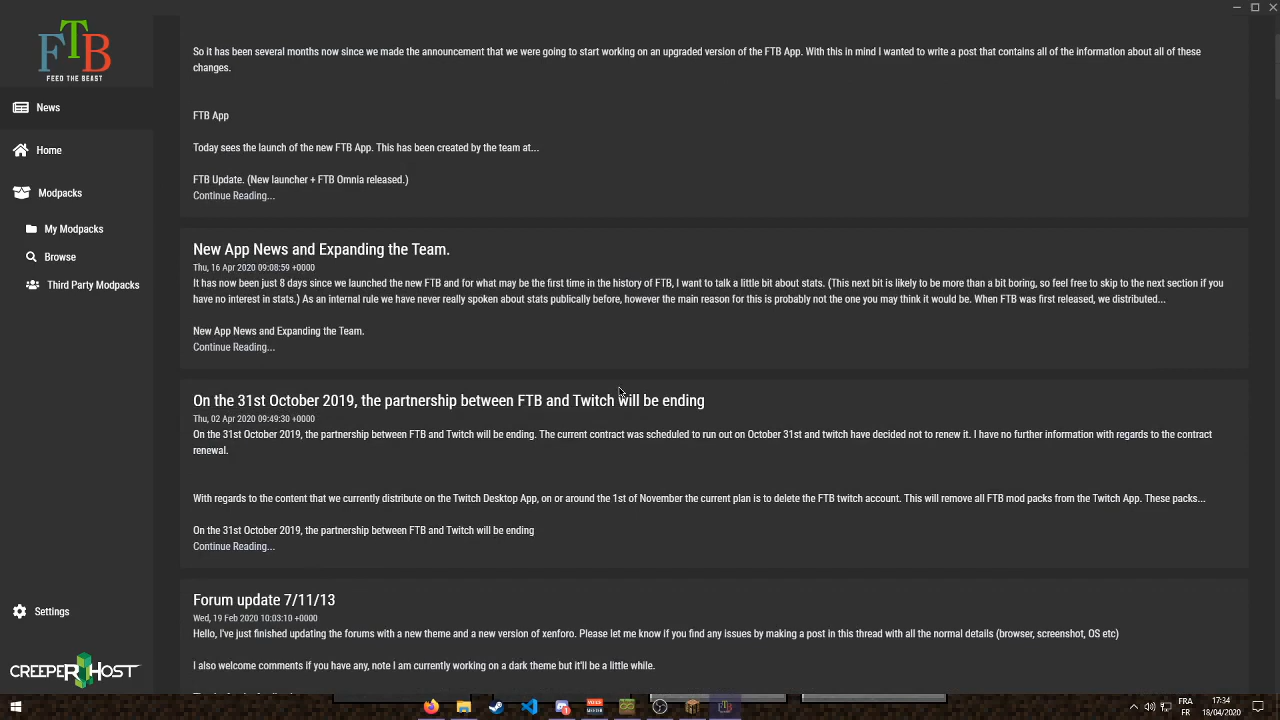 FTB
FEED THE BEAST
News
Home
Modpacks
My Modpacks
Browse
Third Party Modpacks
Settings
CREEPERHOST
So it has been several months now since we made the announcement that we were going to start working on an upgraded version of the FTB App. With this in mind I wanted to write a post that contains all of the information about all of these
changes.
FTB App
Today sees the launch of the new FTB App. This has been created by the team at...
FTB Update. (New launcher + FTB Omnia released.)
Continue Reading...
New App News and Expanding the Team.
Thu, 16 Apr 2020 09:08:59 +0000
It has now been just 8 days since we launched the new FTB and for what may be the first time in the history of FTB, I want to talk a little bit about stats. (This next bit is likely to be more than a bit boring, so feel free to skip to the next section if you
have no interest in stats.) As an internal rule we have never really spoken about stats publically before, however the main reason for this is probably not the one you may think it would be. When FTB was first released, we distributed...
New App News and Expanding the Team.
Continue Reading...
On the 31st October 2019, the partnership between FTB and Twitch will be ending
Thu, 02 Apr 2020 09:49:30 +0000
On the 31st October 2019, the partnership between FTB and Twitch will be ending. The current contract was scheduled to run out on October 31st and twitch have decided not to renew it. I have no further information with regards to the contract
renewal.
With regards to the content that we currently distribute on the Twitch Desktop App, on or around the 1st of November the current plan is to delete the FTB twitch account. This will remove all FTB mod packs from the Twitch App. These packs...
On the 31st October 2019, the partnership between FTB and Twitch will be ending
Continue Reading...
Forum update 7/11/13
Wed, 19 Feb 2020 10:03:10 +0000
Hello, I've just finished updating the forums with a new theme and a new version of xenforo. Please let me know if you find any issues by making a post in this thread with all the normal details (browser, screenshot, OS etc)
I also welcome comments if you have any, note I am currently working on a dark theme but it'll be a little while.
FRA
FR
17:34
18/04/2020